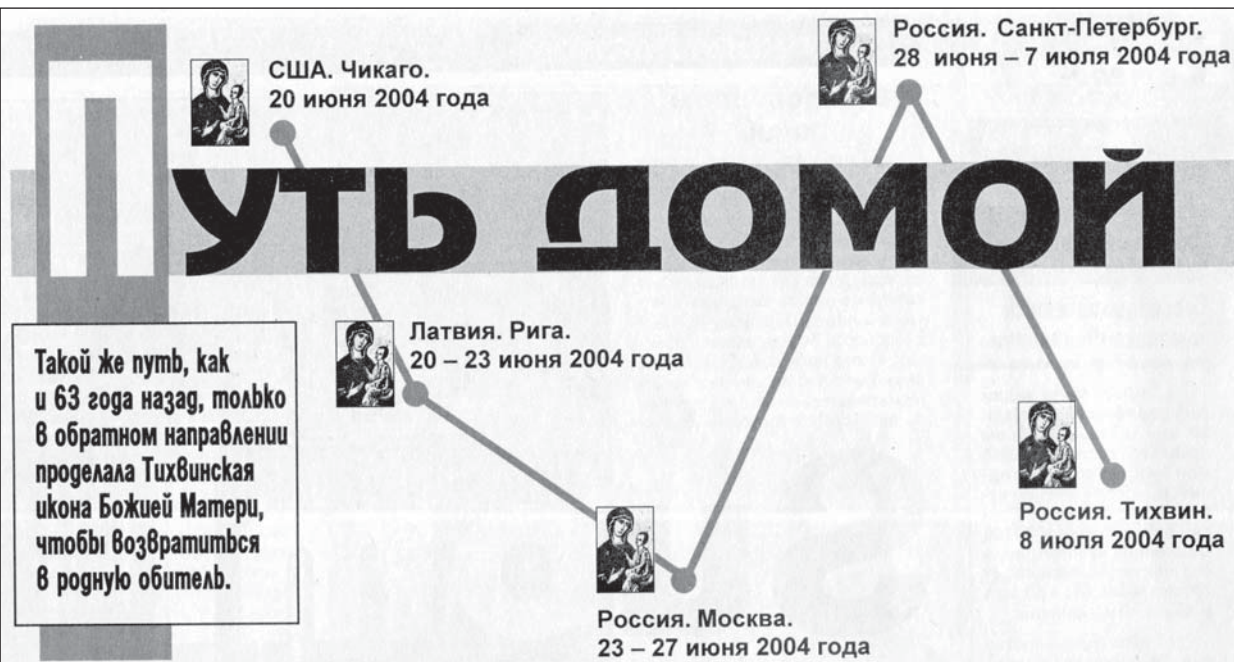 США. Чикаго.
20 июня 2004 года
Россия. Санкт-Петербург.
28 июня – 7 июля 2004 года
ПУТЬ ДОМОЙ
Латвия. Рига.
20 – 23 июня 2004 года
Такой же путь, как
и 63 года назад, только
в обратном направлении
проделала Тихвинская
икона Божией Матери,
чтобы возвратиться
в родную обитель.
Россия. Тихвин.
8 июля 2004 года
Россия. Москва.
23 – 27 июня 2004 года